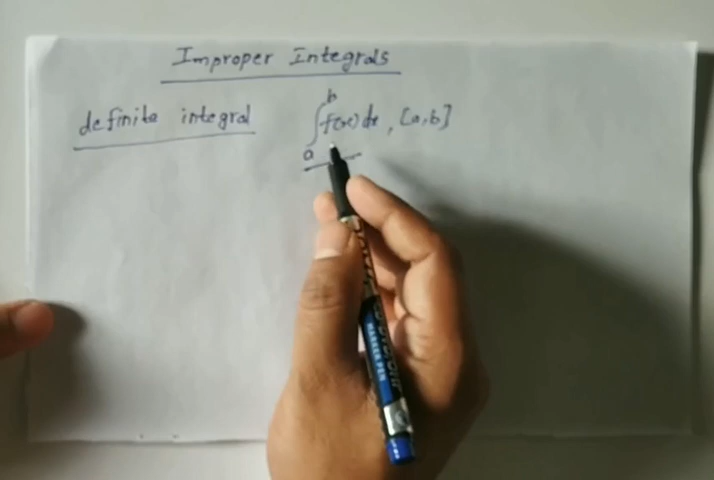 Improper Integrals
definite integral ∫ₐᵇ f(x) dx , [a,b]